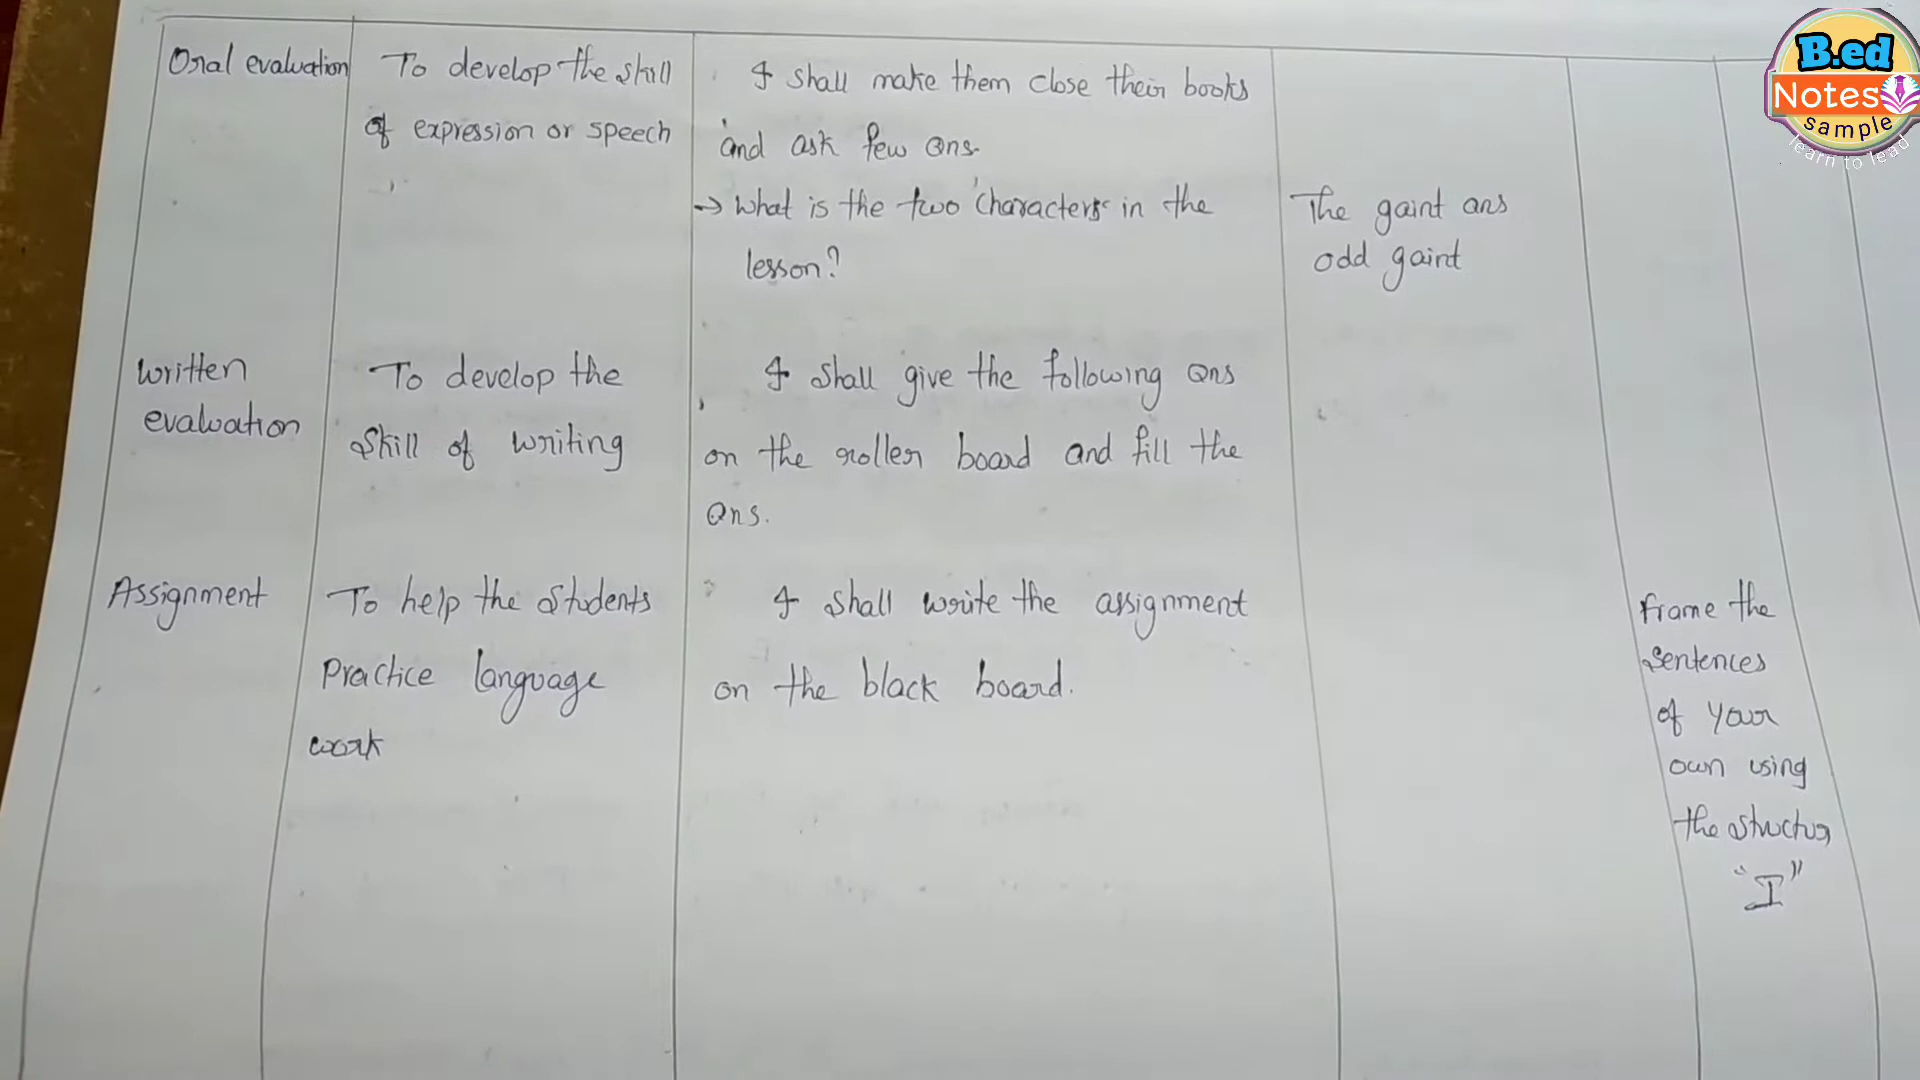 Oral evaluation
To develop the skill
of expression or speech
I shall make them close their books
and ask few Qns.
→ What is the two characters in the
lesson?
The gaint ans
odd gaint
Written
evaluation
To develop the
skill of writing
I shall give the following Qns
on the roller board and fill the
Qns.
Assignment
To help the students
Practice language
work
I shall write the assignment
on the black board.
Frame the
sentences
of your
own using
the structur
"I"
B.ed
Notes
sample
learn to lead